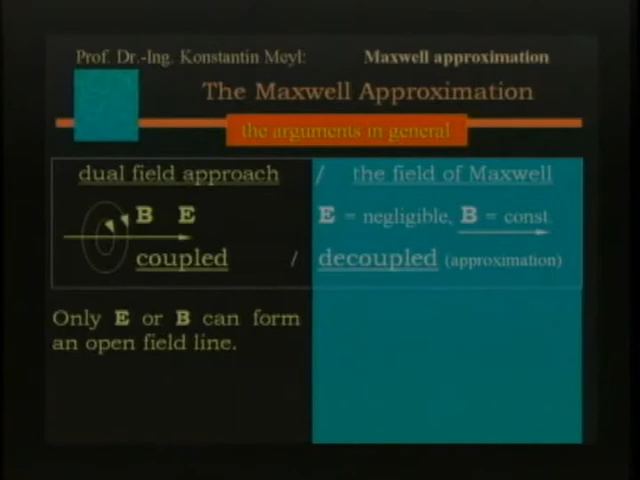 Prof. Dr.-Ing. Konstantin Meyl: Maxwell approximation
The Maxwell Approximation
the arguments in general
dual field approach / the field of Maxwell
B E E = negligible, B = const
coupled / decoupled (approximation)
Only E or B can form
an open field line.